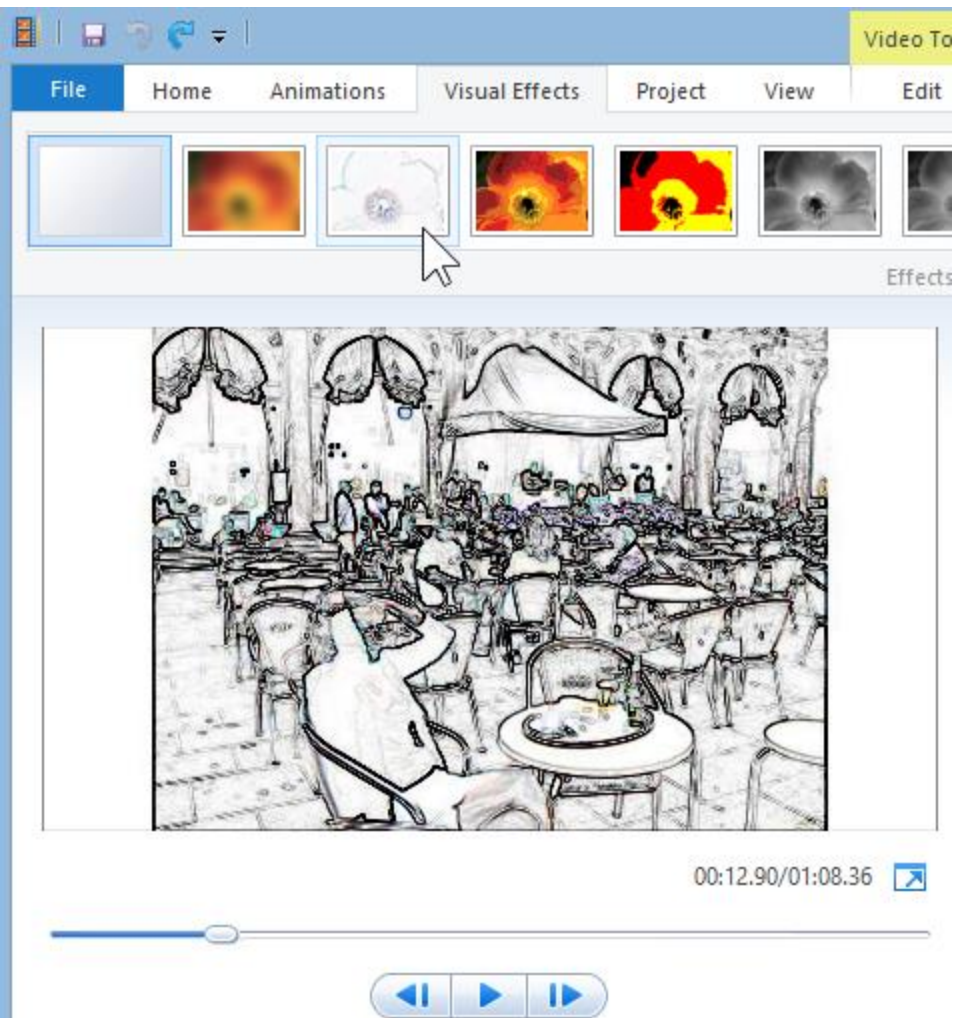 Video To
File Home Animations Visual Effects Project View Edit
Effects
00:12.90/01:08.36